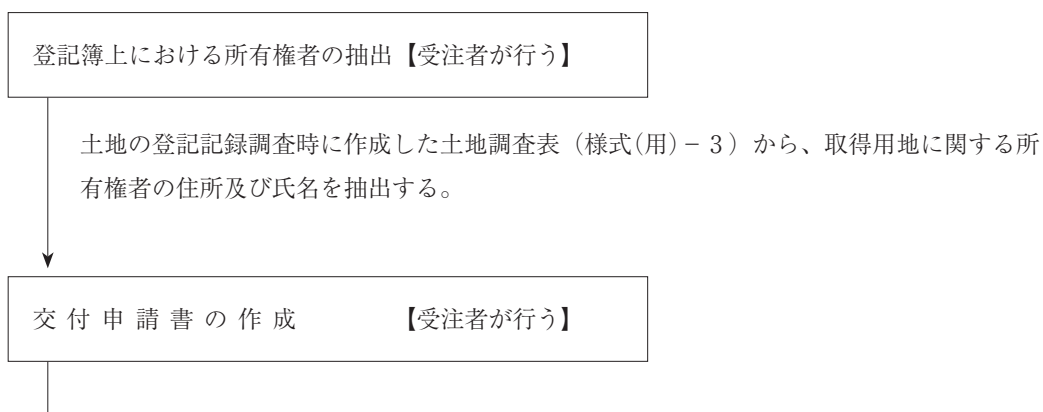 登記簿上における所有権者の抽出【受注者が行う】
土地の登記記録調査時に作成した土地調査表（様式(用)－３）から、取得用地に関する所
有権者の住所及び氏名を抽出する。
交 付 申 請 書 の 作 成　　　　【受注者が行う】